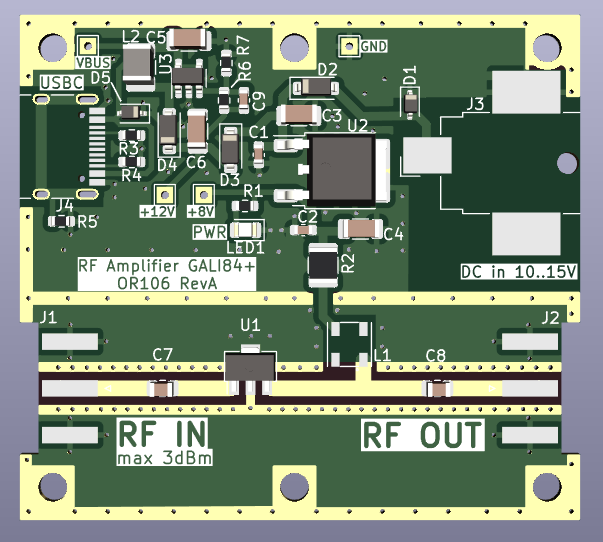 L2
C5
R7
VBUS
U3
GND
USBC
D5
R6
D2
D1
J3
C9
C3
U2
C1
R3
R4
D4
C6
D3
+12V
+8V
R1
J4
R5
PWR
LED1
C2
C4
RF Amplifier GALI84+
OR106 RevA
R2
DC in 10..15V
J1
U1
J2
C7
L1
C8
RF IN
max 3dBm
RF OUT